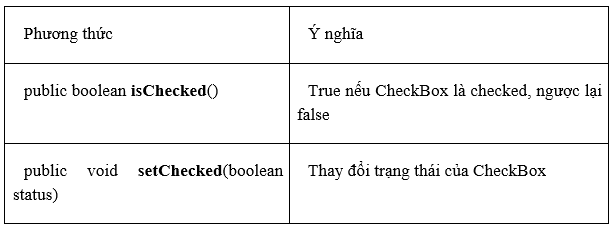 Phương thức
Ý nghĩa
public boolean isChecked()
True nếu CheckBox là checked, ngược lại
false
public void setChecked(boolean
status)
Thay đổi trạng thái của CheckBox